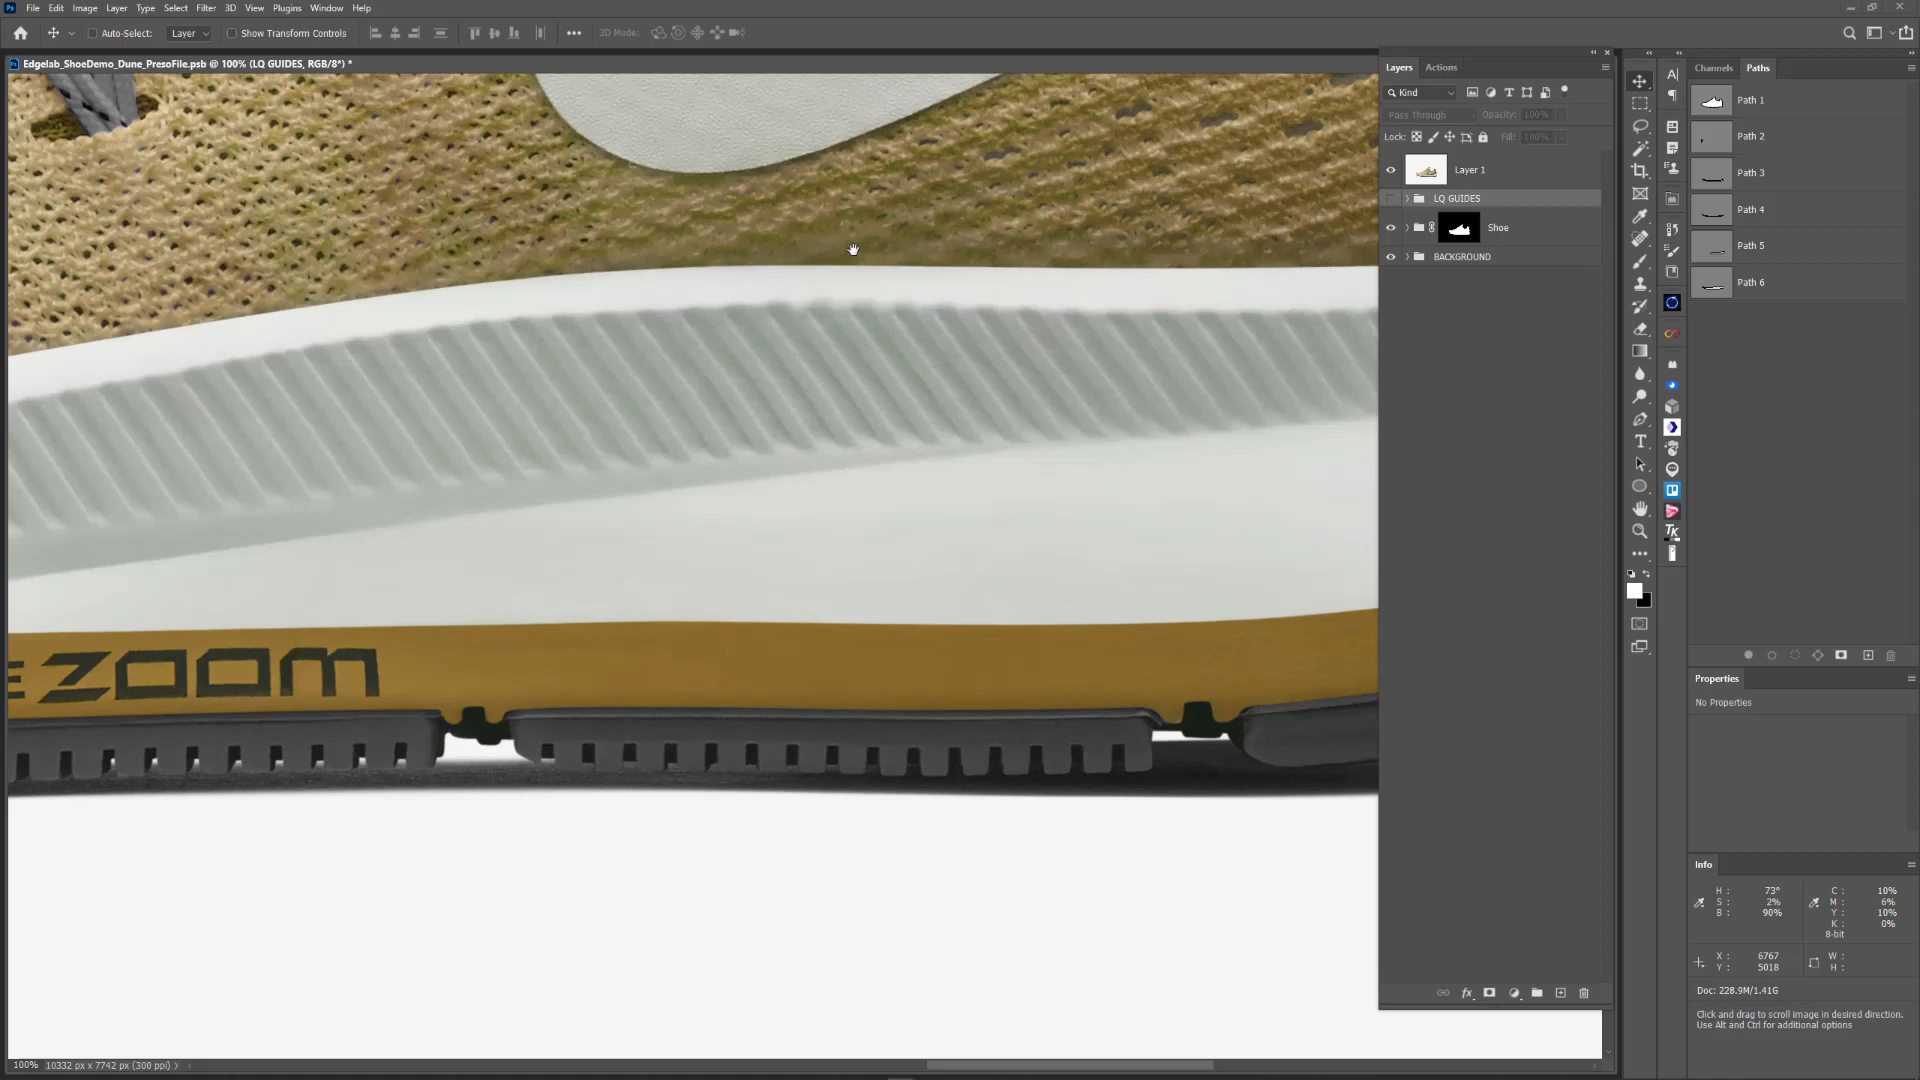 Ps File Edit Image Layer Type Select Filter 3D View Plugins Window Help
Auto-Select: Layer Show Transform Controls 3D Mode:
Edgelab_ShoeDemo_Dune_PresoFile.psb @ 100% (LQ GUIDES, RGB/8*) *
Layers Actions
Kind
Pass Through Opacity: 100%
Lock: Fill: 100%
Layer 1
LQ GUIDES
Shoe
BACKGROUND
Channels Paths
Path 1
Path 2
Path 3
Path 4
Path 5
Path 6
TK
E ZOOM
Properties
No Properties
Info
H : 73° C : 10%
S : 2% M : 6%
B : 90% Y : 10%
K : 0%
8-bit
X : 6767 W :
Y : 5018 H :
Doc: 228.9M/1.41G
Click and drag to scroll image in desired direction.
Use Alt and Ctrl for additional options
100% 10332 px x 7742 px (300 ppi)